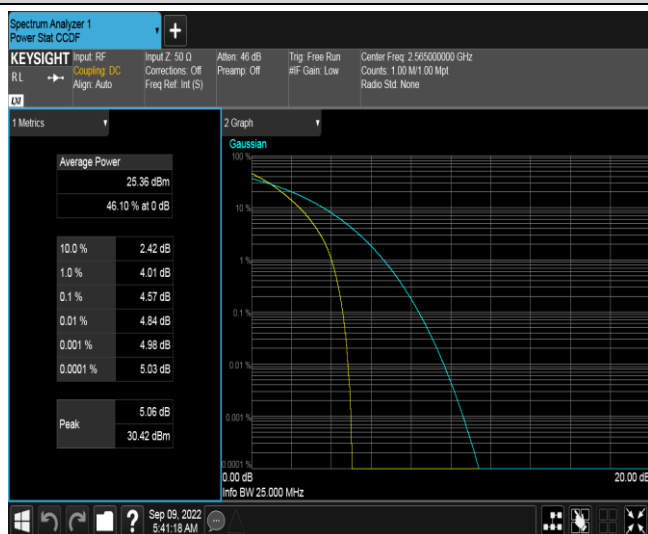 Spectrum Analyzer 1
Power Stat CCDF
KEYSIGHT
RL
LXI
Input: RF
Coupling: DC
Align: Auto
Input Z: 50 Ω
Corrections: Off
Freq Ref: Int (S)
Atten: 46 dB
Preamp: Off
Trig: Free Run
#IF Gain: Low
Center Freq: 2.565000000 GHz
Counts: 1.00 M/1.00 Mpt
Radio Std: None
1 Metrics
Average Power
25.36 dBm
46.10 % at 0 dB
10.0 % 2.42 dB
1.0 % 4.01 dB
0.1 % 4.57 dB
0.01 % 4.84 dB
0.001 % 4.98 dB
0.0001 % 5.03 dB
Peak
5.06 dB
30.42 dBm
2 Graph
Gaussian
100 %
10 %
1 %
0.1 %
0.01 %
0.001 %
0.0001 %
0.00 dB 20.00 dB
Info BW 25.000 MHz
?
Sep 09, 2022
5:41:18 AM